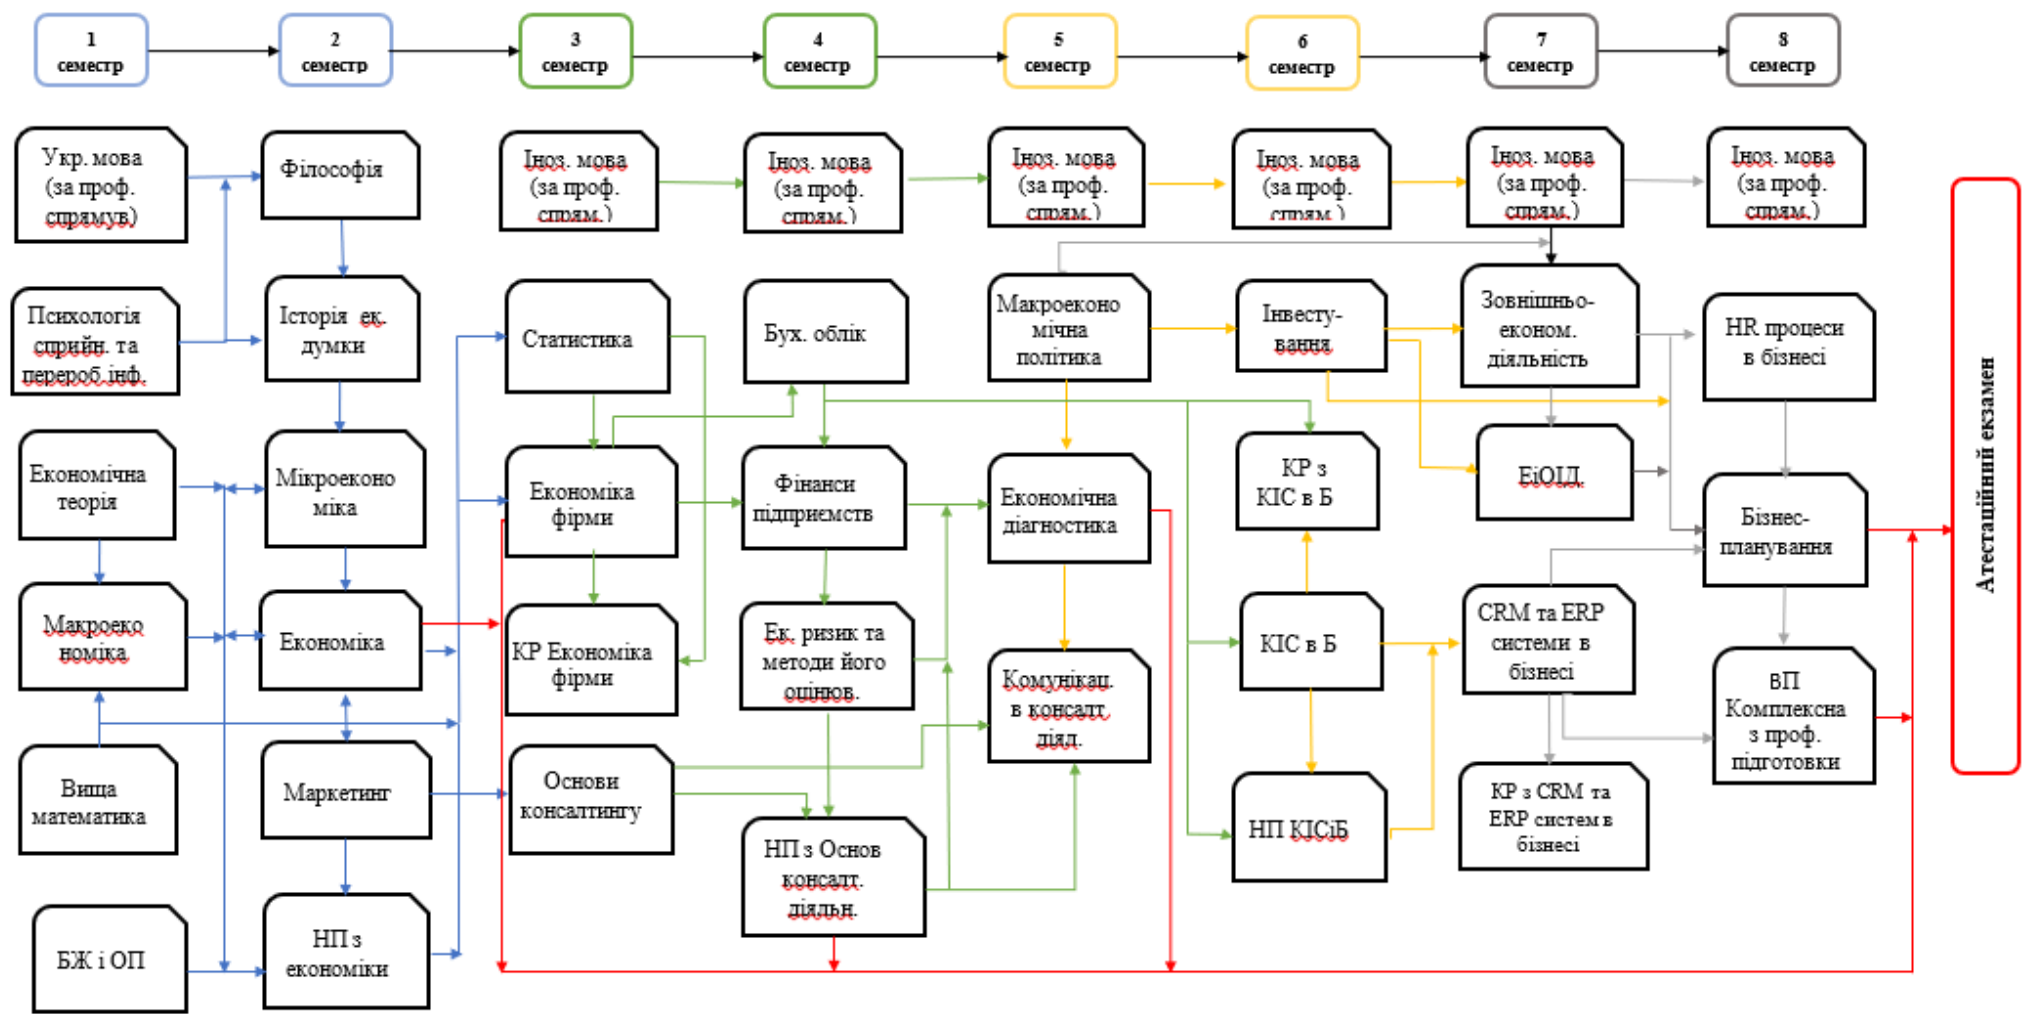 1
семестр
2
семестр
3
семестр
4
семестр
5
семестр
6
семестр
7
семестр
8
семестр
Укр. мова
(за проф.
спрямув)
Філософія
Іноз. мова
(за проф.
спрям.)
Іноз. мова
(за проф.
спрям.)
Іноз. мова
(за проф.
спрям.)
Іноз. мова
(за проф.
спрям.)
Іноз. мова
(за проф.
спрям.)
Іноз. мова
(за проф.
спрям.)
Психологія
сприйн. та
перероб.інф.
Історія ек.
думки
Статистика
Бух. облік
Макроеконо
мічна
політика
Інвесту-
вання
Зовнішньо-
економ.
діяльність
HR процеси
в бізнесі
Економічна
теорія
Мікроеконо
міка
Економіка
фірми
Фінанси
підприємств
Економічна
діагностика
КР з
КІС в Б
ЕіОІД.
Бізнес-
планування
Макроеко
номіка
Економіка
КР Економіка
фірми
Ек. ризик та
методи його
оцінюв.
Комунікац.
в консалт.
діял.
КІС в Б
CRM та ERP
системи в
бізнесі
ВП
Комплексна
з проф.
підготовки
Вища
математика
Маркетинг
Основи
консалтингу
НП з Основ
консалт.
діяльн.
НП КІСіБ
КР з CRM та
ERP систем в
бізнесі
БЖ і ОП
НП з
економіки
Атестаційний екзамен